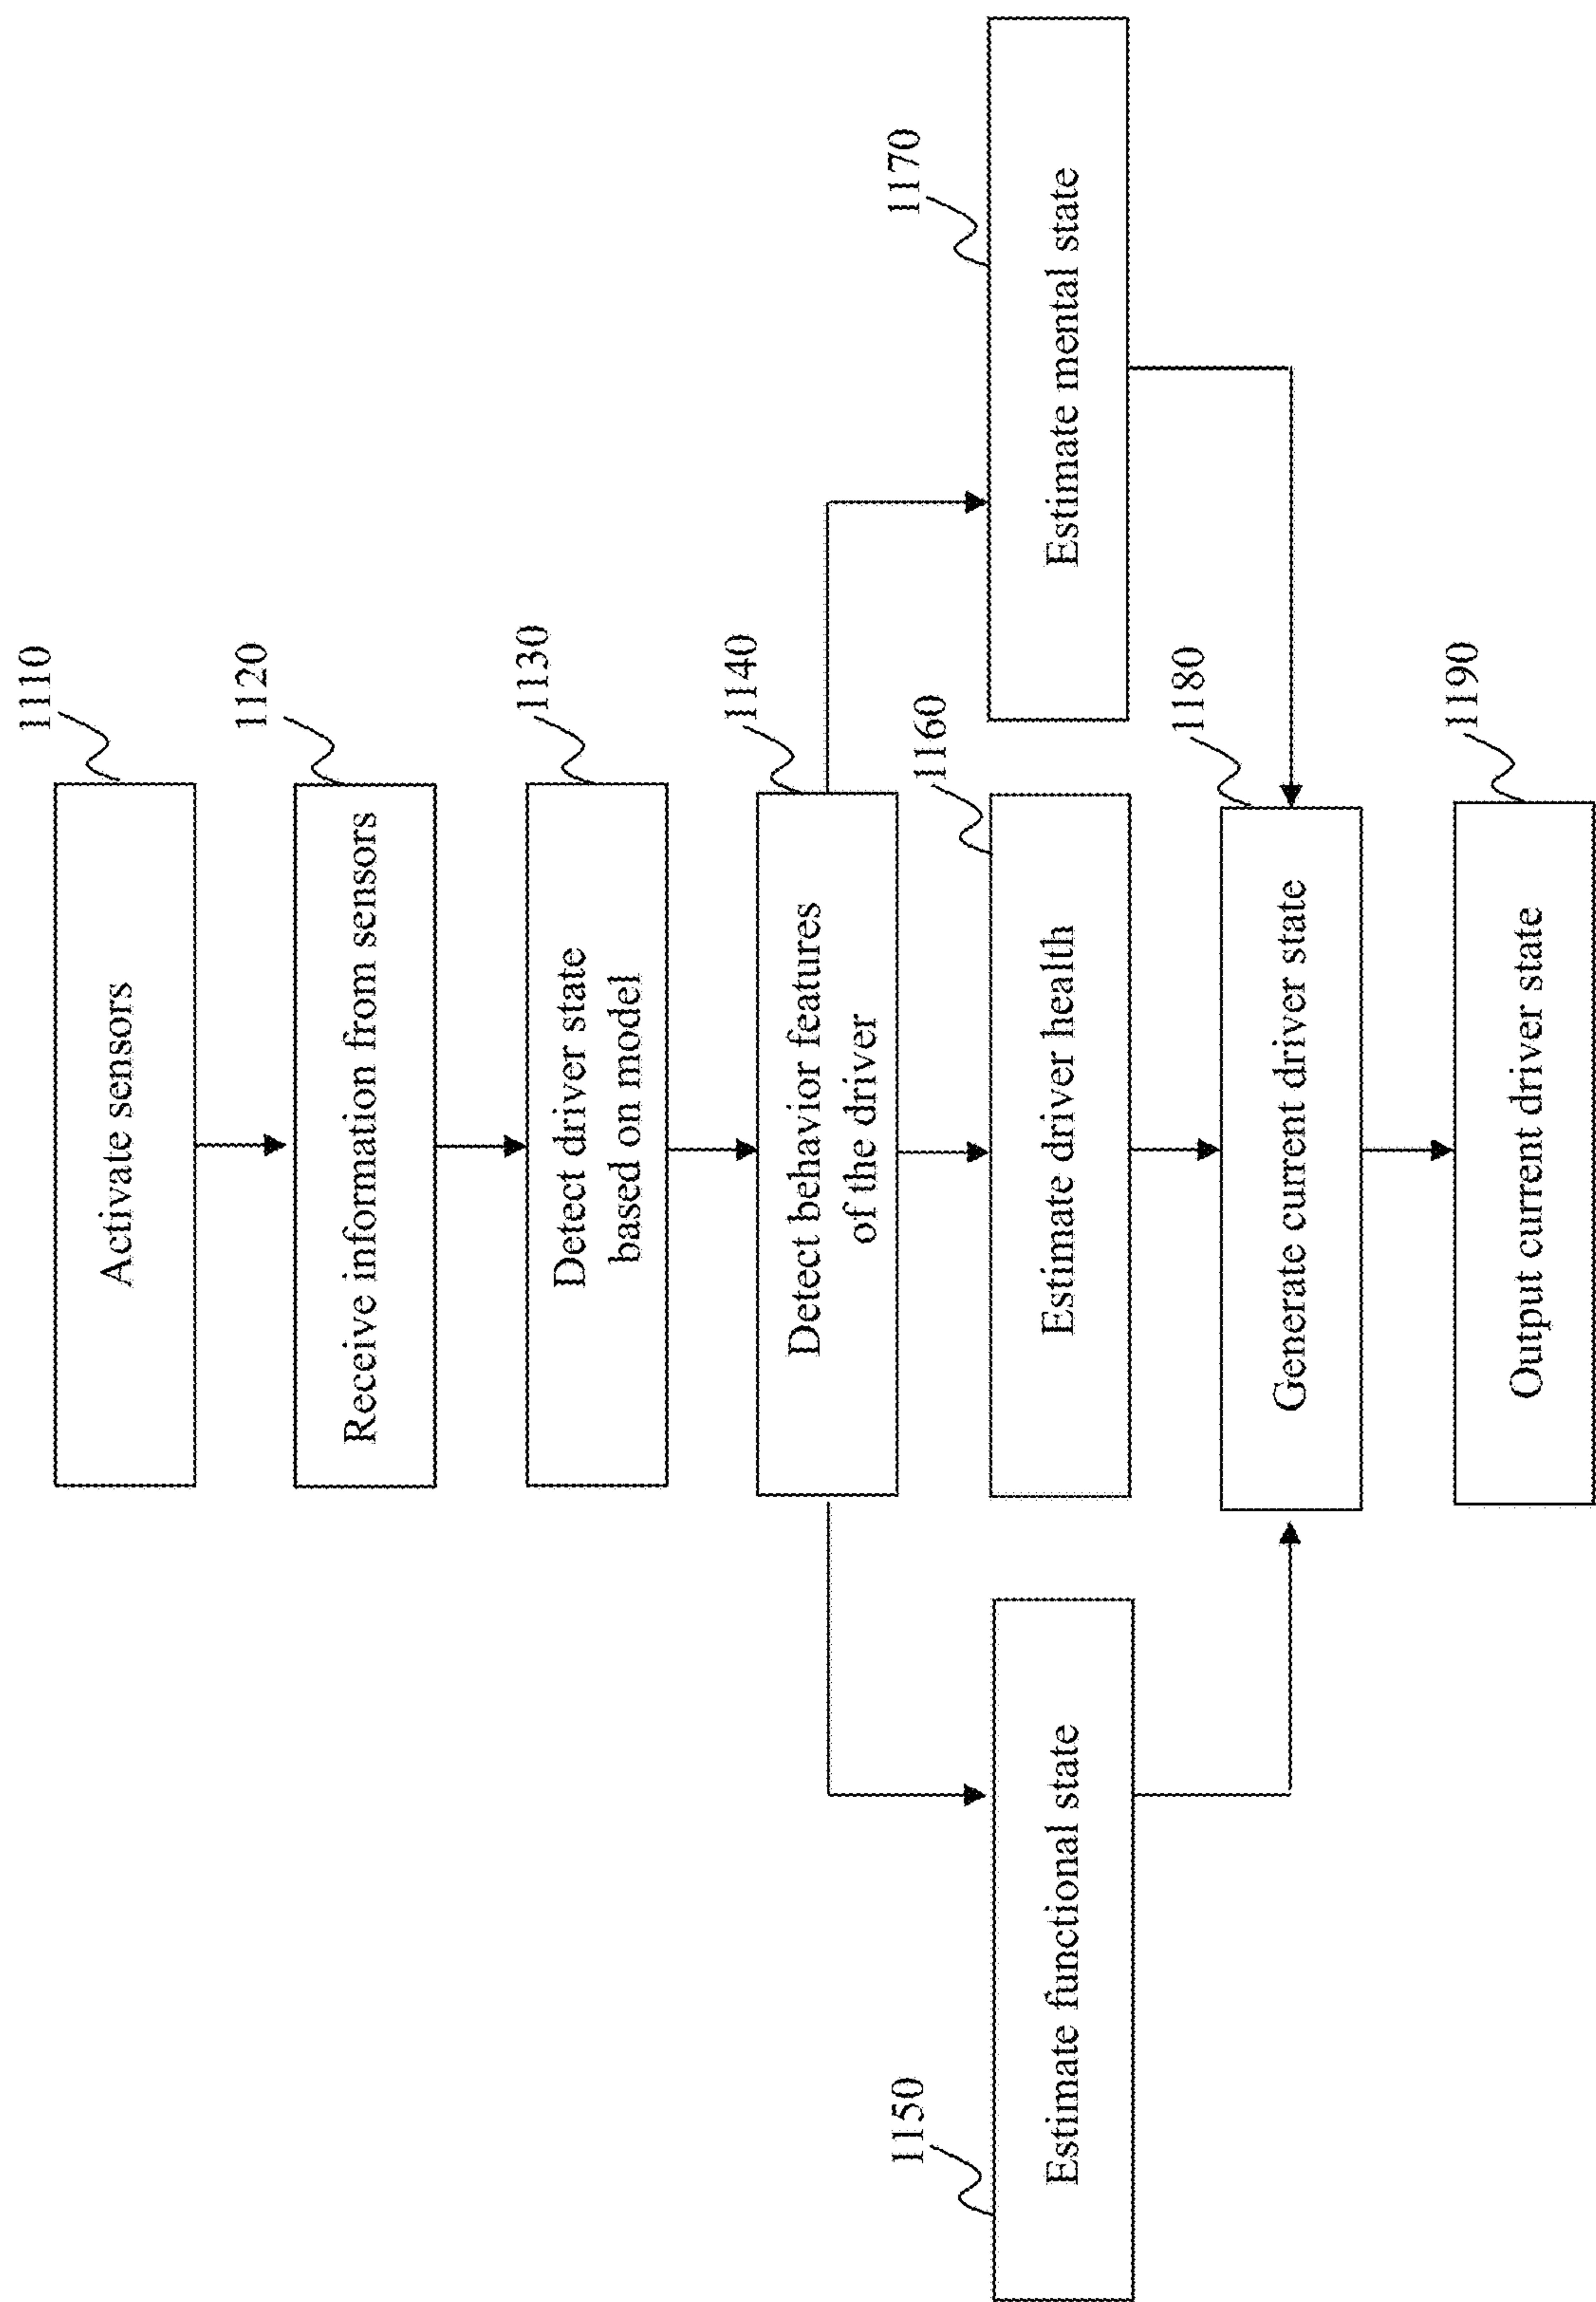 1110
Activate sensors
1120
Receive information from sensors
1130
Detect driver state
based on model
1140
Detect behavior features
of the driver
1150
Estimate functional state
1160
Estimate driver health
1170
Estimate mental state
1180
Generate current driver state
1190
Output current driver state